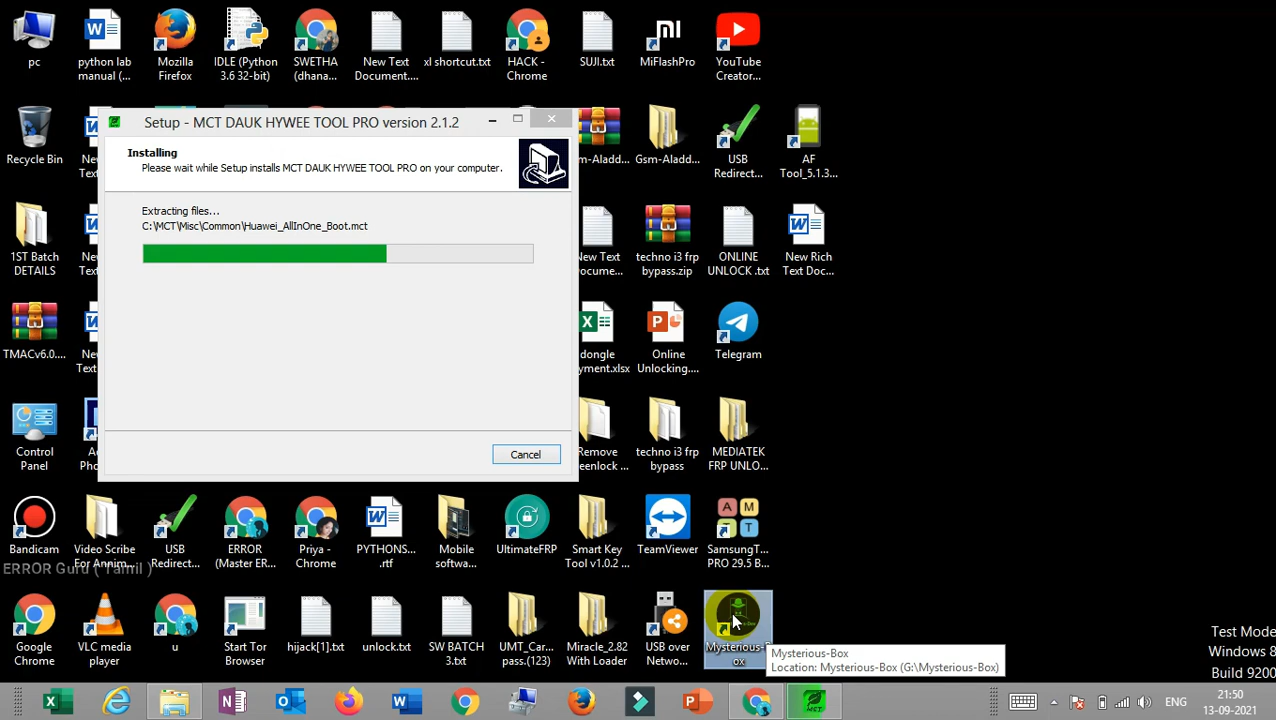 pc
python lab
manual (...
Mozilla
Firefox
IDLE (Python
3.6 32-bit)
SWETHA
(dhana...
New Text
Document....
xl shortcut.txt
HACK -
Chrome
SUJI.txt
MiFlashPro
YouTube
Creator...
Recycle Bin
Gsm-Aladd...
USB
Redirect...
AF
Tool_5.1.3...
Setup - MCT DAUK HYWEE TOOL PRO version 2.1.2
Installing
Please wait while Setup installs MCT DAUK HYWEE TOOL PRO on your computer.
Extracting files...
C:\MCT\Misc\Common\Huawei_AllInOne_Boot.mct
Cancel
1ST Batch
DETAILS
techno i3 frp
bypass.zip
ONLINE
UNLOCK .txt
New Rich
Text Doc...
TMACv6.0....
Online
Unlocking....
Telegram
Control
Panel
techno i3 frp
bypass
MEDIATEK
FRP UNLO...
Bandicam
Video Scribe
For Annim...
USB
Redirect...
ERROR
(Master ER...
Priya -
Chrome
PYTHONS...
.rtf
Mobile
softwa...
UltimateFRP
Smart Key
Tool v1.0.2 ...
TeamViewer
SamsungT...
PRO 29.5 B...
ERROR Guru ( Tamil )
Google
Chrome
VLC media
player
u
Start Tor
Browser
hijack[1].txt
unlock.txt
SW BATCH
3.txt
UMT_Car...
pass.(123)
Miracle_2.82
With Loader
USB over
Netwo...
Mysterious-Box
Location: Mysterious-Box (G:\Mysterious-Box)
Test Mode
Windows 8
Build 9200
MCT
ENG
21:50
13-09-2021